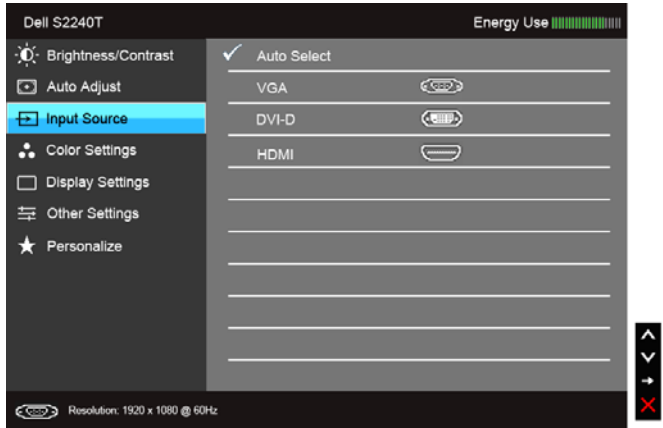 Dell S2240T
Energy Use
Brightness/Contrast
Auto Adjust
Input Source
Color Settings
Display Settings
Other Settings
Personalize
Auto Select
VGA
DVI-D
HDMI
Resolution: 1920 x 1080 @ 60Hz